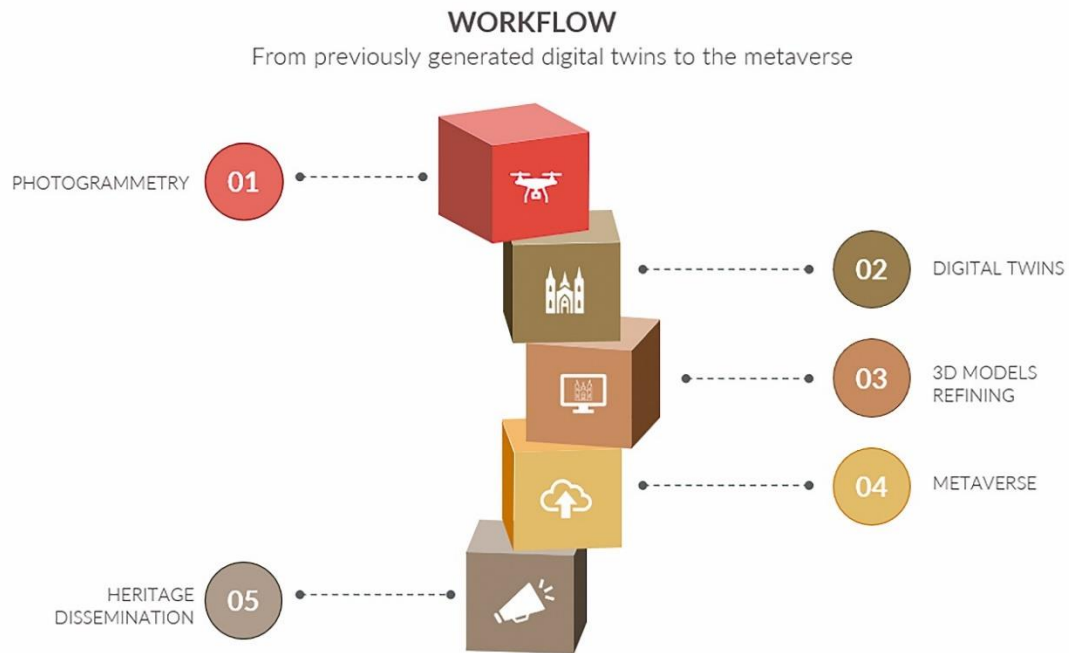 WORKFLOW
From previously generated digital twins to the metaverse
PHOTOGRAMMETRY
01
02
DIGITAL TWINS
03
3D MODELS
REFINING
04
METAVERSE
HERITAGE
DISSEMINATION
05